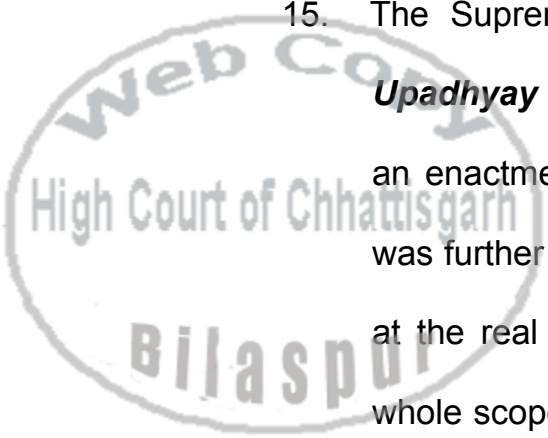 15. The Suprem
Web Copy
Upadhyay
an enactme
High Court of Chhattisgarh
was further
at the real
Bilaspur
whole scope